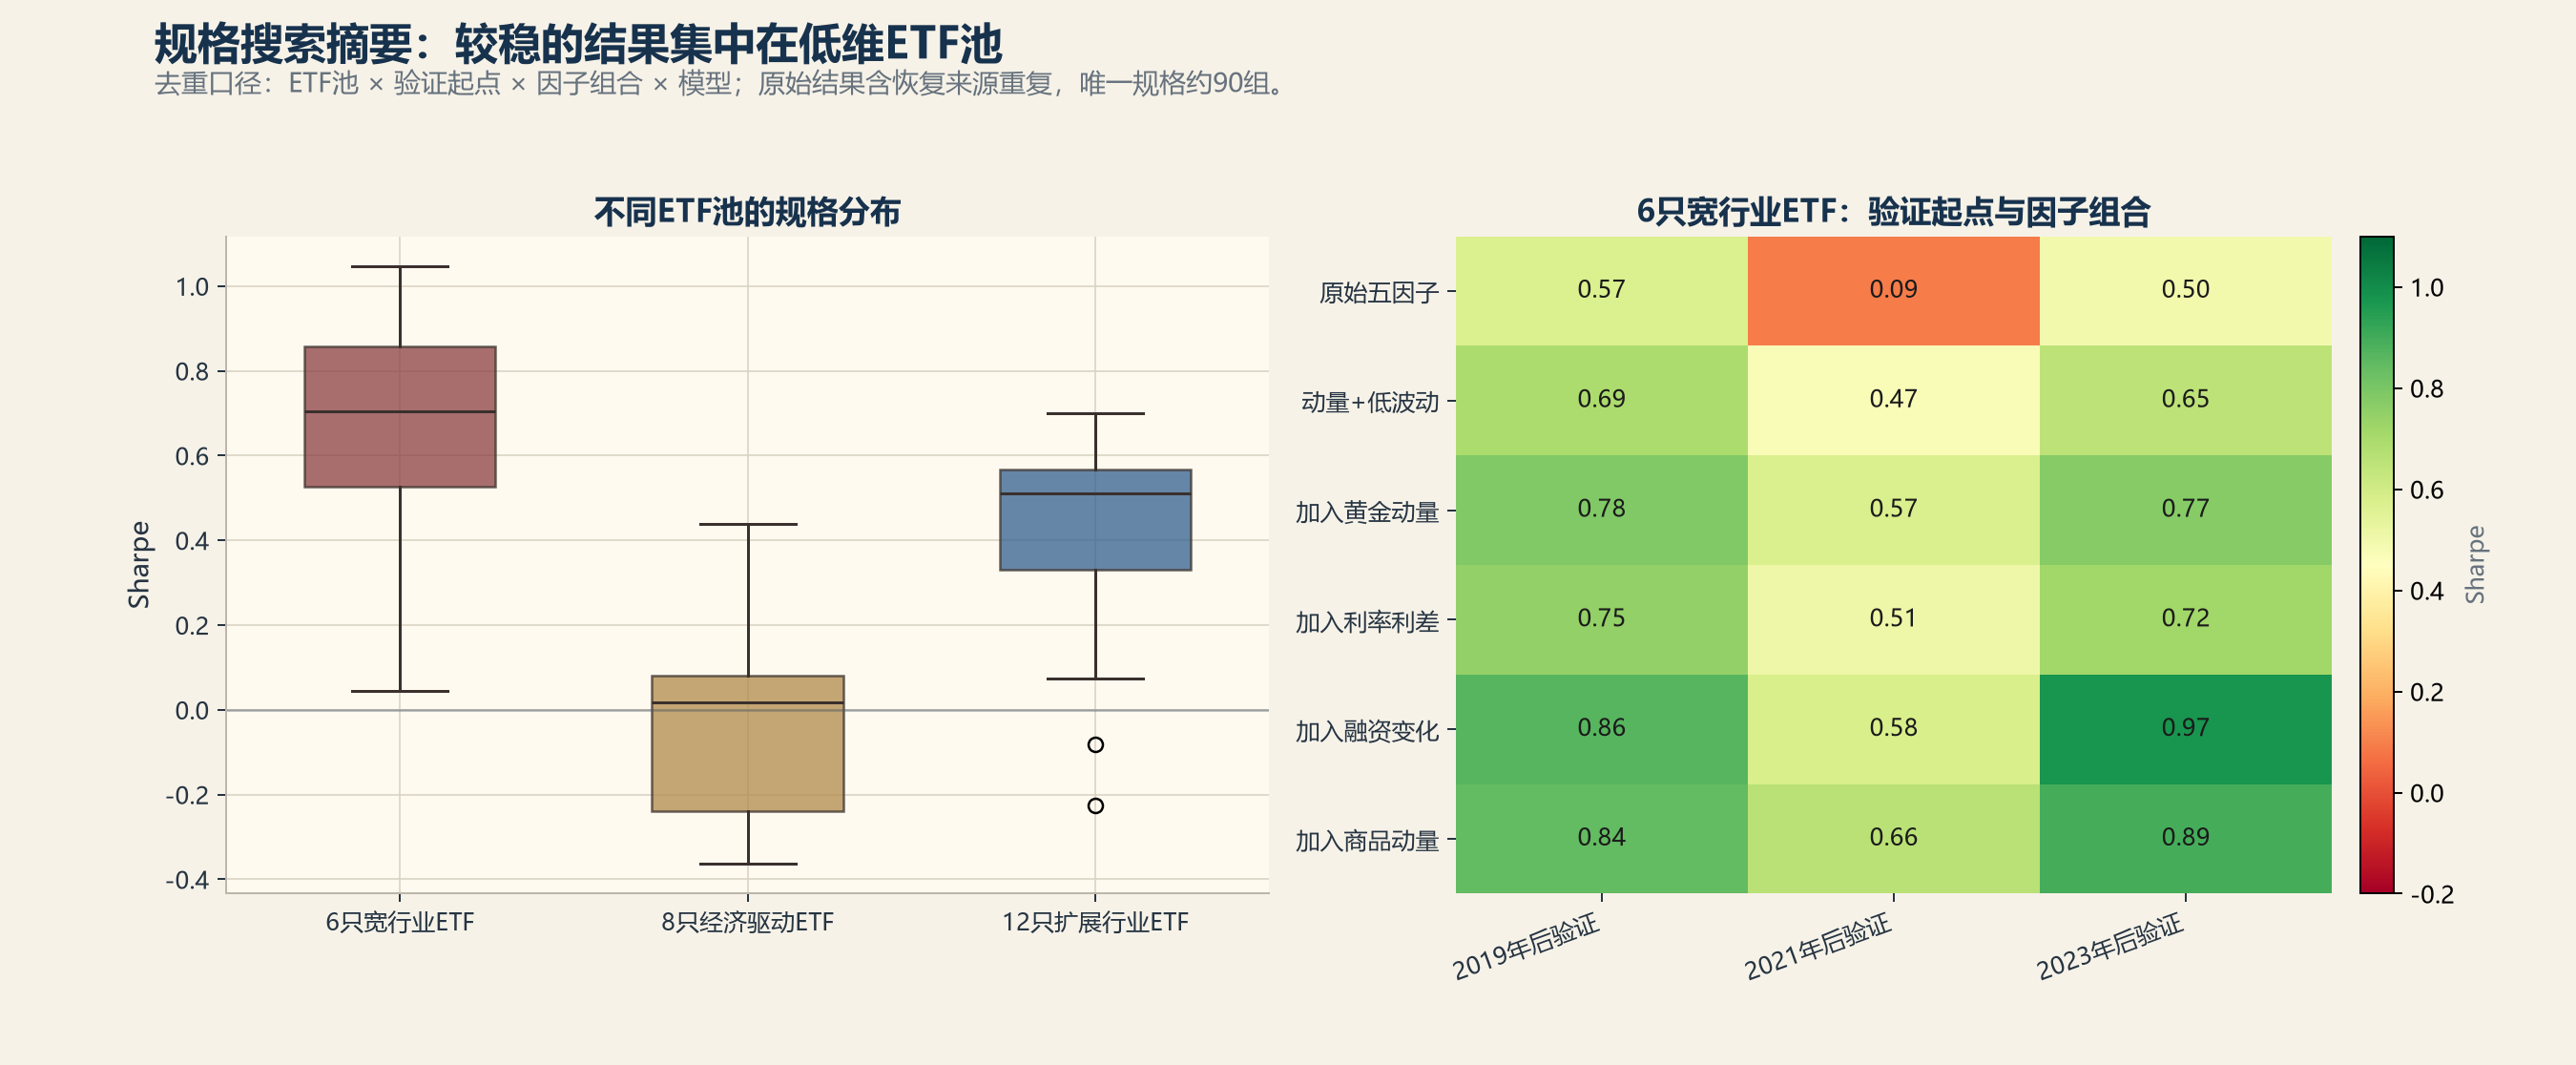 规格搜索摘要：较稳的结果集中在低维ETF池
去重口径：ETF池 × 验证起点 × 因子组合 × 模型；原始结果含恢复来源重复，唯一规格约90组。
不同ETF池的规格分布
Sharpe
1.0
0.8
0.6
0.4
0.2
0.0
-0.2
-0.4
6只宽行业ETF
8只经济驱动ETF
12只扩展行业ETF
6只宽行业ETF：验证起点与因子组合
原始五因子 0.57 0.09 0.50
动量+低波动 0.69 0.47 0.65
加入黄金动量 0.78 0.57 0.77
加入利率利差 0.75 0.51 0.72
加入融资变化 0.86 0.58 0.97
加入商品动量 0.84 0.66 0.89
2019年后验证
2021年后验证
2023年后验证
1.0
0.8
0.6
0.4
0.2
0.0
-0.2
Sharpe